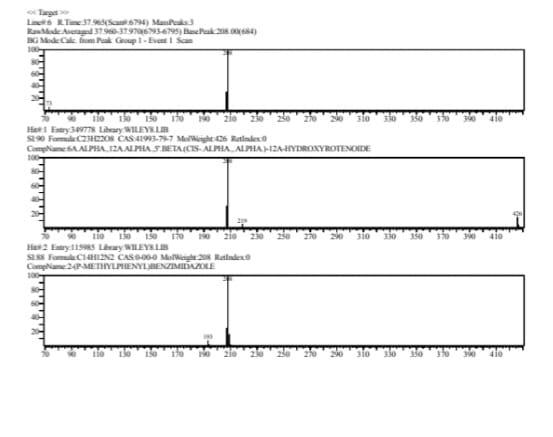 << Target >>
Line#:6 R.Time:37.965(Scan#:6794) MassPeaks:3
RawMode:Averaged 37.960-37.970(6793-6795) BasePeak:208.00(684)
BG Mode:Calc. from Peak Group 1 - Event 1 Scan
100
80
60
40
20
73
208
70 90 110 130 150 170 190 210 230 250 270 290 310 330 350 370 390 410
Hit#:1 Entry:349778 Library:WILEY8.LIB
SI:90 Formula:C23H22O8 CAS:41993-79-7 MolWeight:426 RetIndex:0
CompName:6A.ALPHA.,12A.ALPHA.,5'.BETA.(CIS-.ALPHA.,.ALPHA.)-12A-HYDROXYROTENOIDE
100
80
60
40
20
208
219
426
70 90 110 130 150 170 190 210 230 250 270 290 310 330 350 370 390 410
Hit#:2 Entry:115985 Library:WILEY8.LIB
SI:88 Formula:C14H12N2 CAS:0-00-0 MolWeight:208 RetIndex:0
CompName:2-(P-METHYLPHENYL)BENZIMIDAZOLE
100
80
60
40
20
193
208
70 90 110 130 150 170 190 210 230 250 270 290 310 330 350 370 390 410